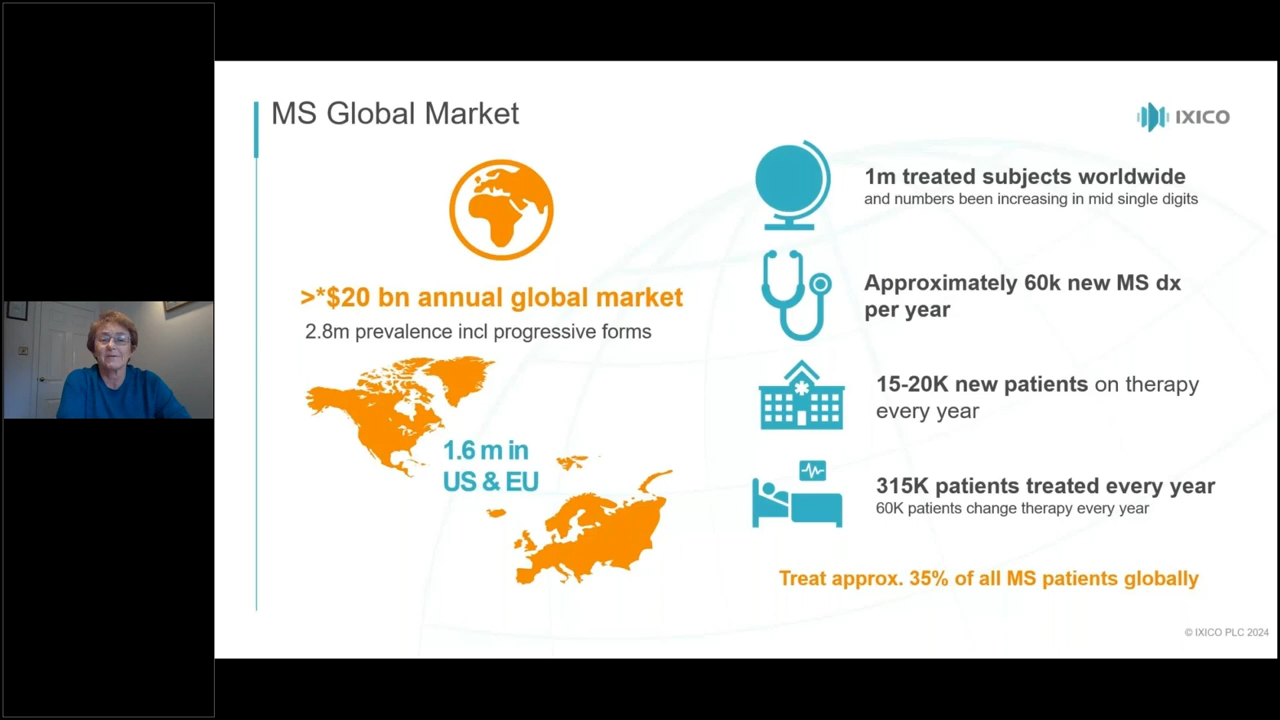 MS Global Market
IXICO
>*$20 bn annual global market
2.8m prevalence incl progressive forms
1.6 m in
US & EU
1m treated subjects worldwide
and numbers been increasing in mid single digits
Approximately 60k new MS dx
per year
15-20K new patients on therapy
every year
315K patients treated every year
60K patients change therapy every year
Treat approx. 35% of all MS patients globally
© IXICO PLC 2024